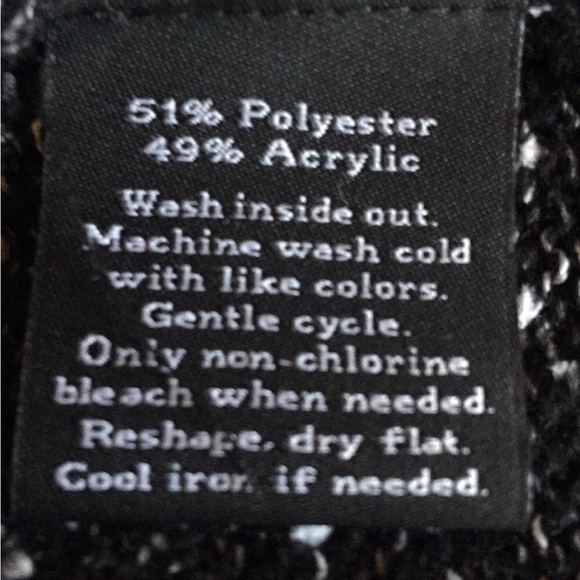 51% Polyester
49% Acrylic
Wash inside out.
Machine wash cold
with like colors.
Gentle cycle.
Only non-chlorine
bleach when needed.
Reshape, dry flat.
Cool iron if needed.